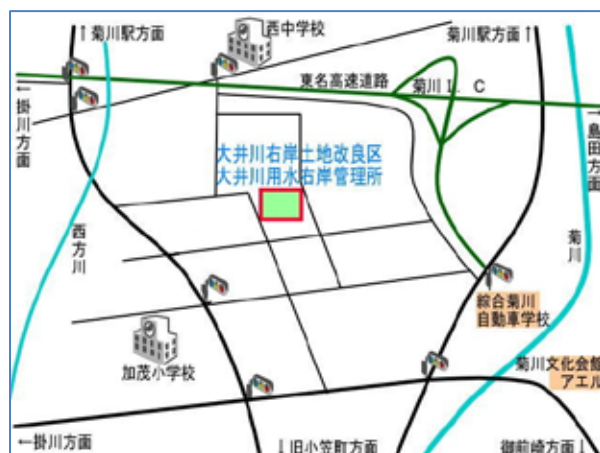 ↑菊川駅方面
西中学校
菊川駅方面↑
東名高速道路
菊川I.C
←掛川方面
島田方面→
大井川右岸土地改良区
大井川用水右岸管理所
西方川
菊川
綜合菊川
自動車学校
加茂小学校
菊川文化会館
アエル
←掛川方面
↓旧小笠町方面
御前崎方面↓